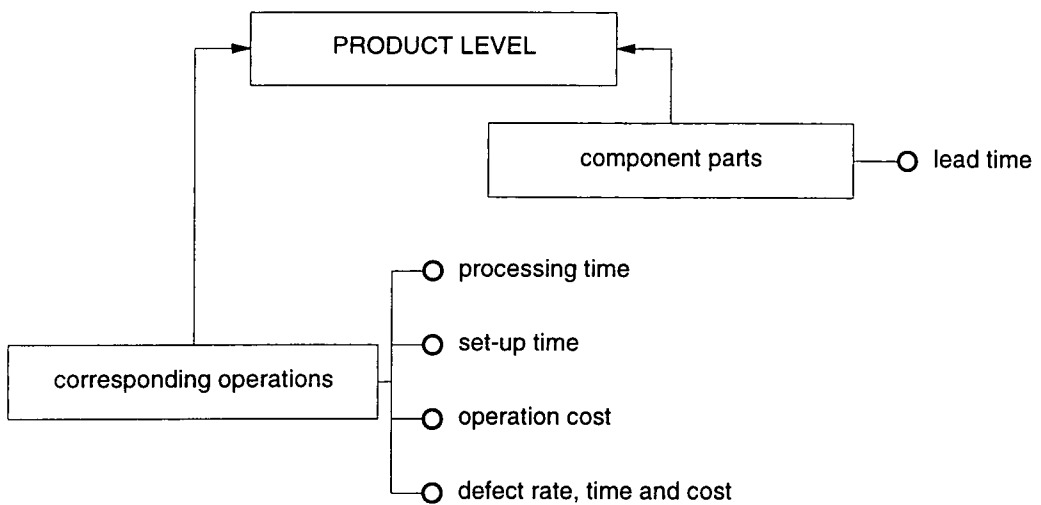 PRODUCT LEVEL
component parts
lead time
processing time
set-up time
corresponding operations
operation cost
defect rate, time and cost